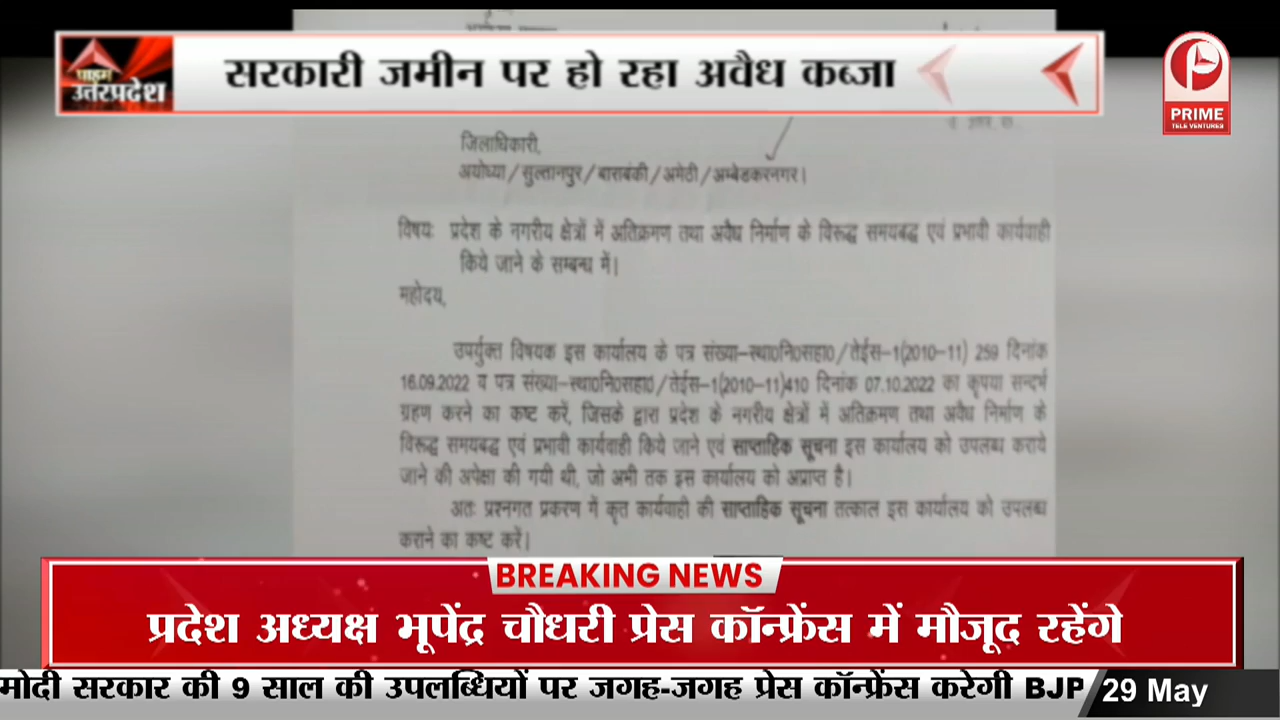 प्राइम
उत्तरप्रदेश
सरकारी जमीन पर हो रहा अवैध कब्जा
PRIME
TELE VENTURES
जिलाधिकारी,
अयोध्या/सुल्तानपुर/बाराबंकी/अमेठी/अम्बेडकरनगर।
विषयः प्रदेश के नगरीय क्षेत्रों में अतिक्रमण तथा अवैध निर्माण के विरूद्ध समयबद्ध एवं प्रभावी कार्यवाही
किये जाने के सम्बन्ध में।
महोदय,
उपर्युक्त विषयक इस कार्यालय के पत्र संख्या-स्था0नि0सहा0/तेईस-1(2010-11) 259 दिनांक
16.09.2022 व पत्र संख्या-स्था0नि0सहा0/तेईस-1(2010-11)410 दिनांक 07.10.2022 का कृपया सन्दर्भ
ग्रहण करने का कष्ट करें, जिसके द्वारा प्रदेश के नगरीय क्षेत्रों में अतिक्रमण तथा अवैध निर्माण के
विरूद्ध समयबद्ध एवं प्रभावी कार्यवाही किये जाने एवं साप्ताहिक सूचना इस कार्यालय को उपलब्ध कराये
जाने की अपेक्षा की गयी थी, जो अभी तक इस कार्यालय को अप्राप्त है।
अतः प्रश्नगत प्रकरण में कृत कार्यवाही की साप्ताहिक सूचना तत्काल इस कार्यालय को उपलब्ध
कराने का कष्ट करें।
BREAKING NEWS
प्रदेश अध्यक्ष भूपेंद्र चौधरी प्रेस कॉन्फ्रेंस में मौजूद रहेंगे
मोदी सरकार की 9 साल की उपलब्धियों पर जगह-जगह प्रेस कॉन्फ्रेंस करेगी BJP
29 May